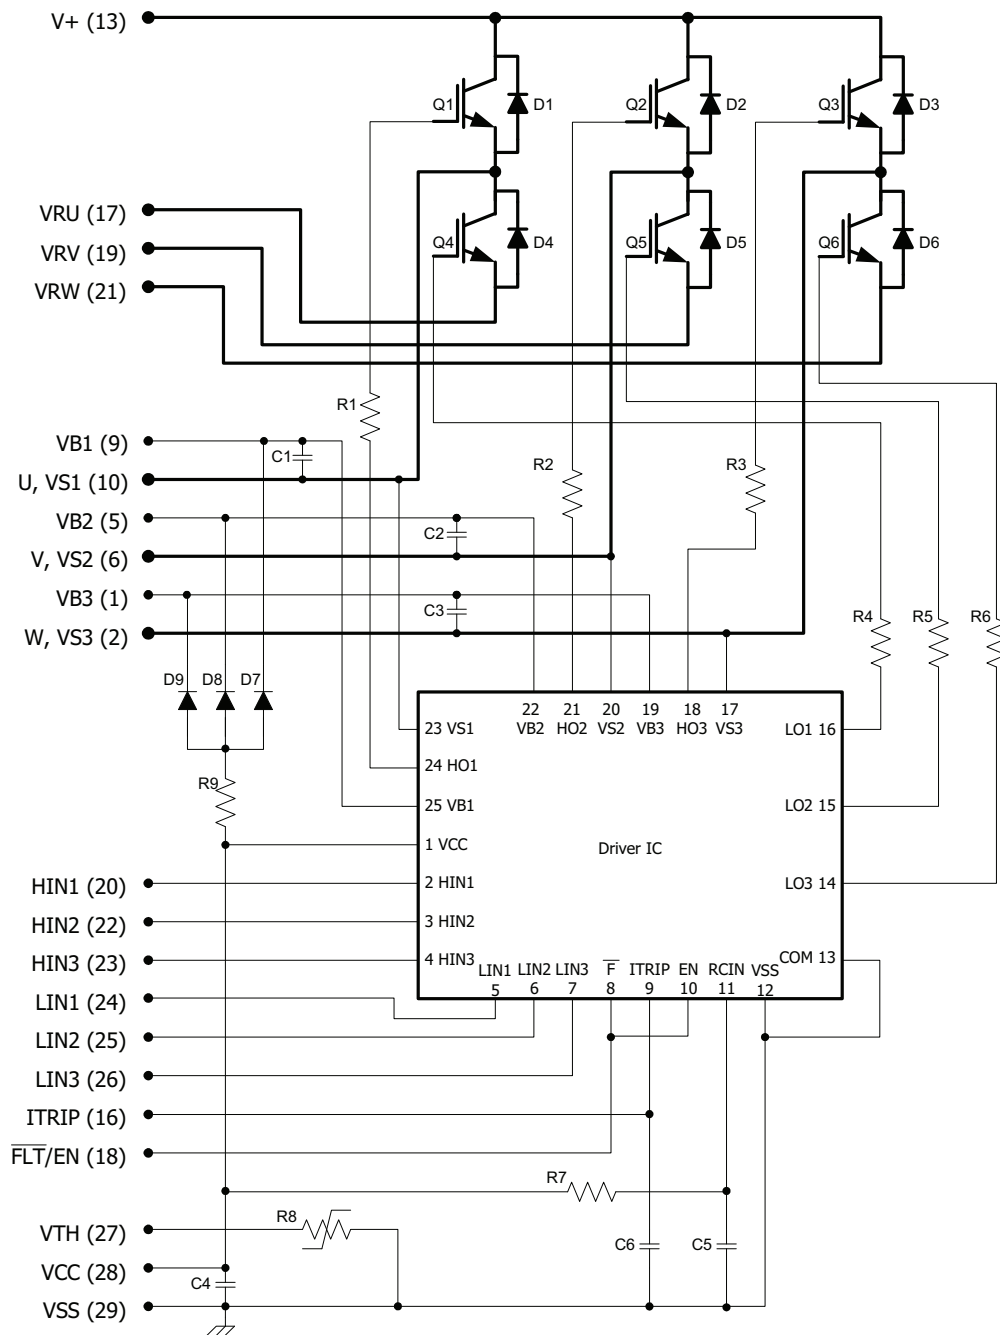 V+ (13)
Q1
D1
Q2
D2
Q3
D3
VRU (17)
VRV (19)
VRW (21)
Q4
D4
Q5
D5
Q6
D6
R1
VB1 (9)
C1
R2
R3
U, VS1 (10)
VB2 (5)
C2
V, VS2 (6)
VB3 (1)
C3
W, VS3 (2)
R4
R5
R6
D9
D8
D7
22
21
20
19
18
17
VB2
HO2
VS2
VB3
HO3
VS3
23 VS1
LO1 16
24 HO1
R9
25 VB1
LO2 15
1 VCC
Driver IC
HIN1 (20)
2 HIN1
LO3 14
HIN2 (22)
3 HIN2
HIN3 (23)
4 HIN3
COM 13
LIN1
LIN2
LIN3
F
ITRIP
EN
RCIN
VSS
5
6
7
8
9
10
11
12
LIN1 (24)
LIN2 (25)
LIN3 (26)
ITRIP (16)
FLT/EN (18)
R7
R8
VTH (27)
C6
C5
VCC (28)
C4
VSS (29)